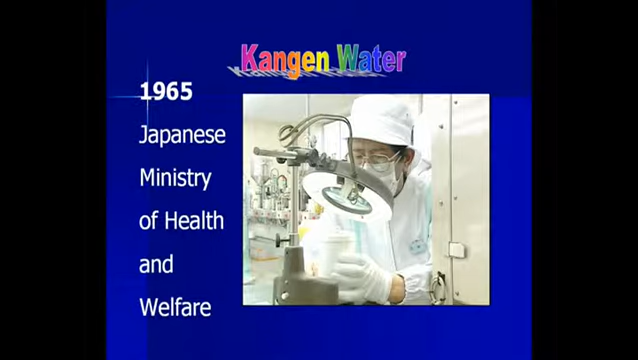 Kangen Water
1965
Japanese
Ministry
of Health
and
Welfare